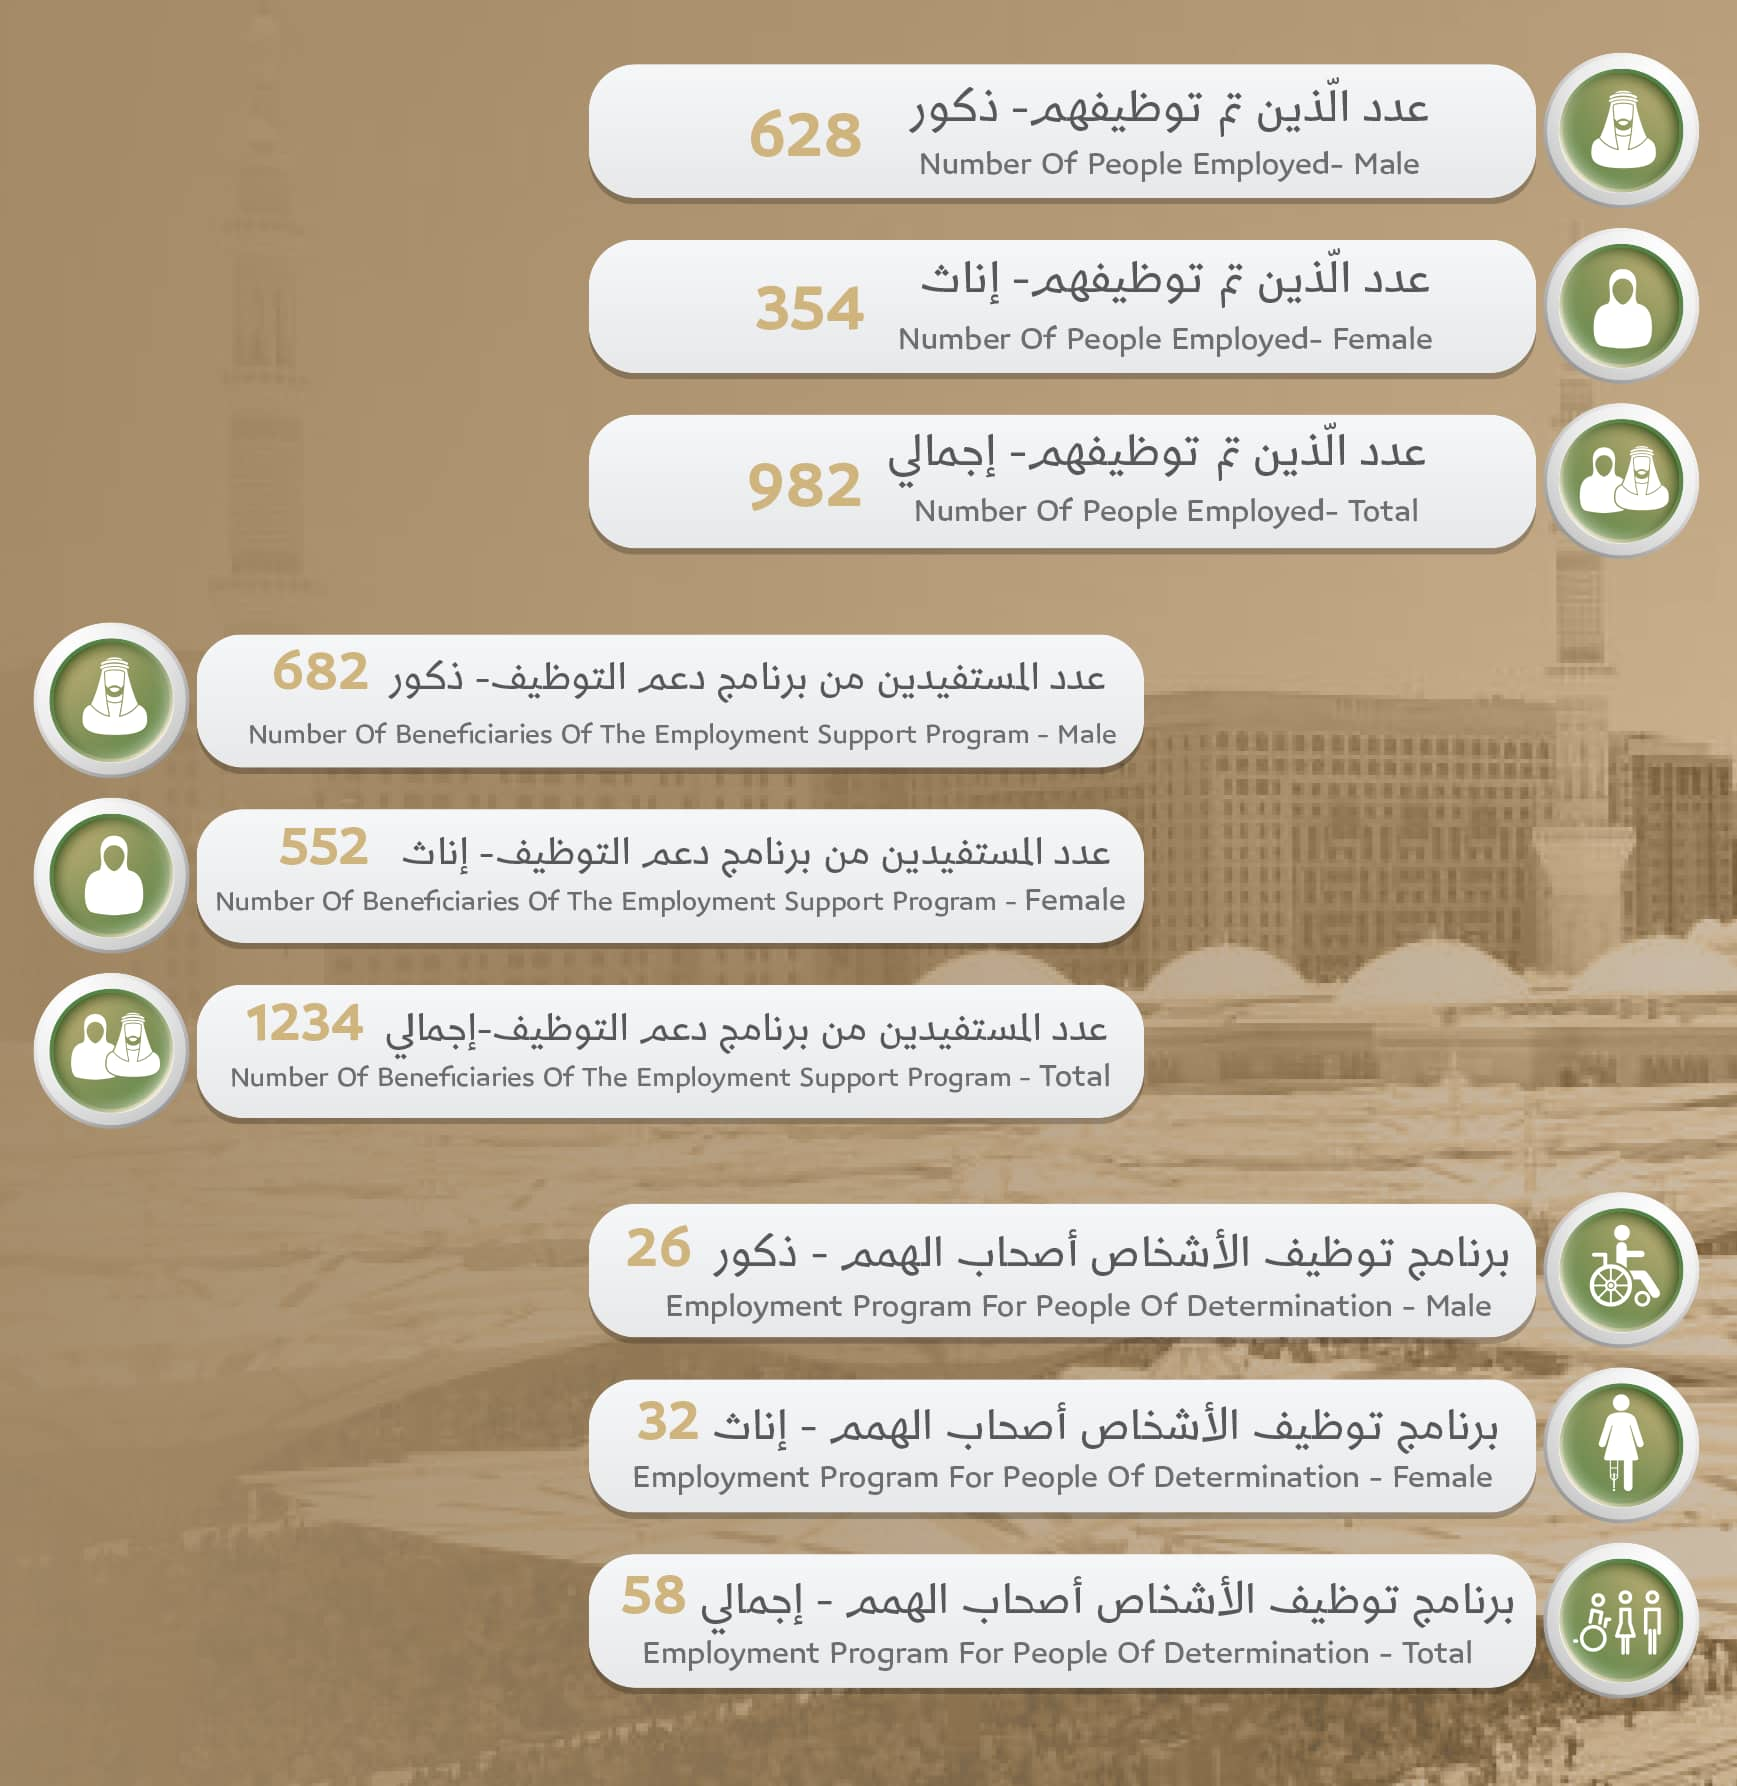 عدد الّذين تم توظيفهم- ذكور 628
Number Of People Employed- Male
عدد الّذين تم توظيفهم- إناث 354
Number Of People Employed- Female
عدد الّذين تم توظيفهم- إجمالي 982
Number Of People Employed- Total
عدد المستفيدين من برنامج دعم التوظيف- ذكور 682
Number Of Beneficiaries Of The Employment Support Program - Male
عدد المستفيدين من برنامج دعم التوظيف- إناث 552
Number Of Beneficiaries Of The Employment Support Program - Female
عدد المستفيدين من برنامج دعم التوظيف-إجمالي 1234
Number Of Beneficiaries Of The Employment Support Program - Total
برنامج توظيف الأشخاص أصحاب الهمم - ذكور 26
Employment Program For People Of Determination - Male
برنامج توظيف الأشخاص أصحاب الهمم - إناث 32
Employment Program For People Of Determination - Female
برنامج توظيف الأشخاص أصحاب الهمم - إجمالي 58
Employment Program For People Of Determination - Total